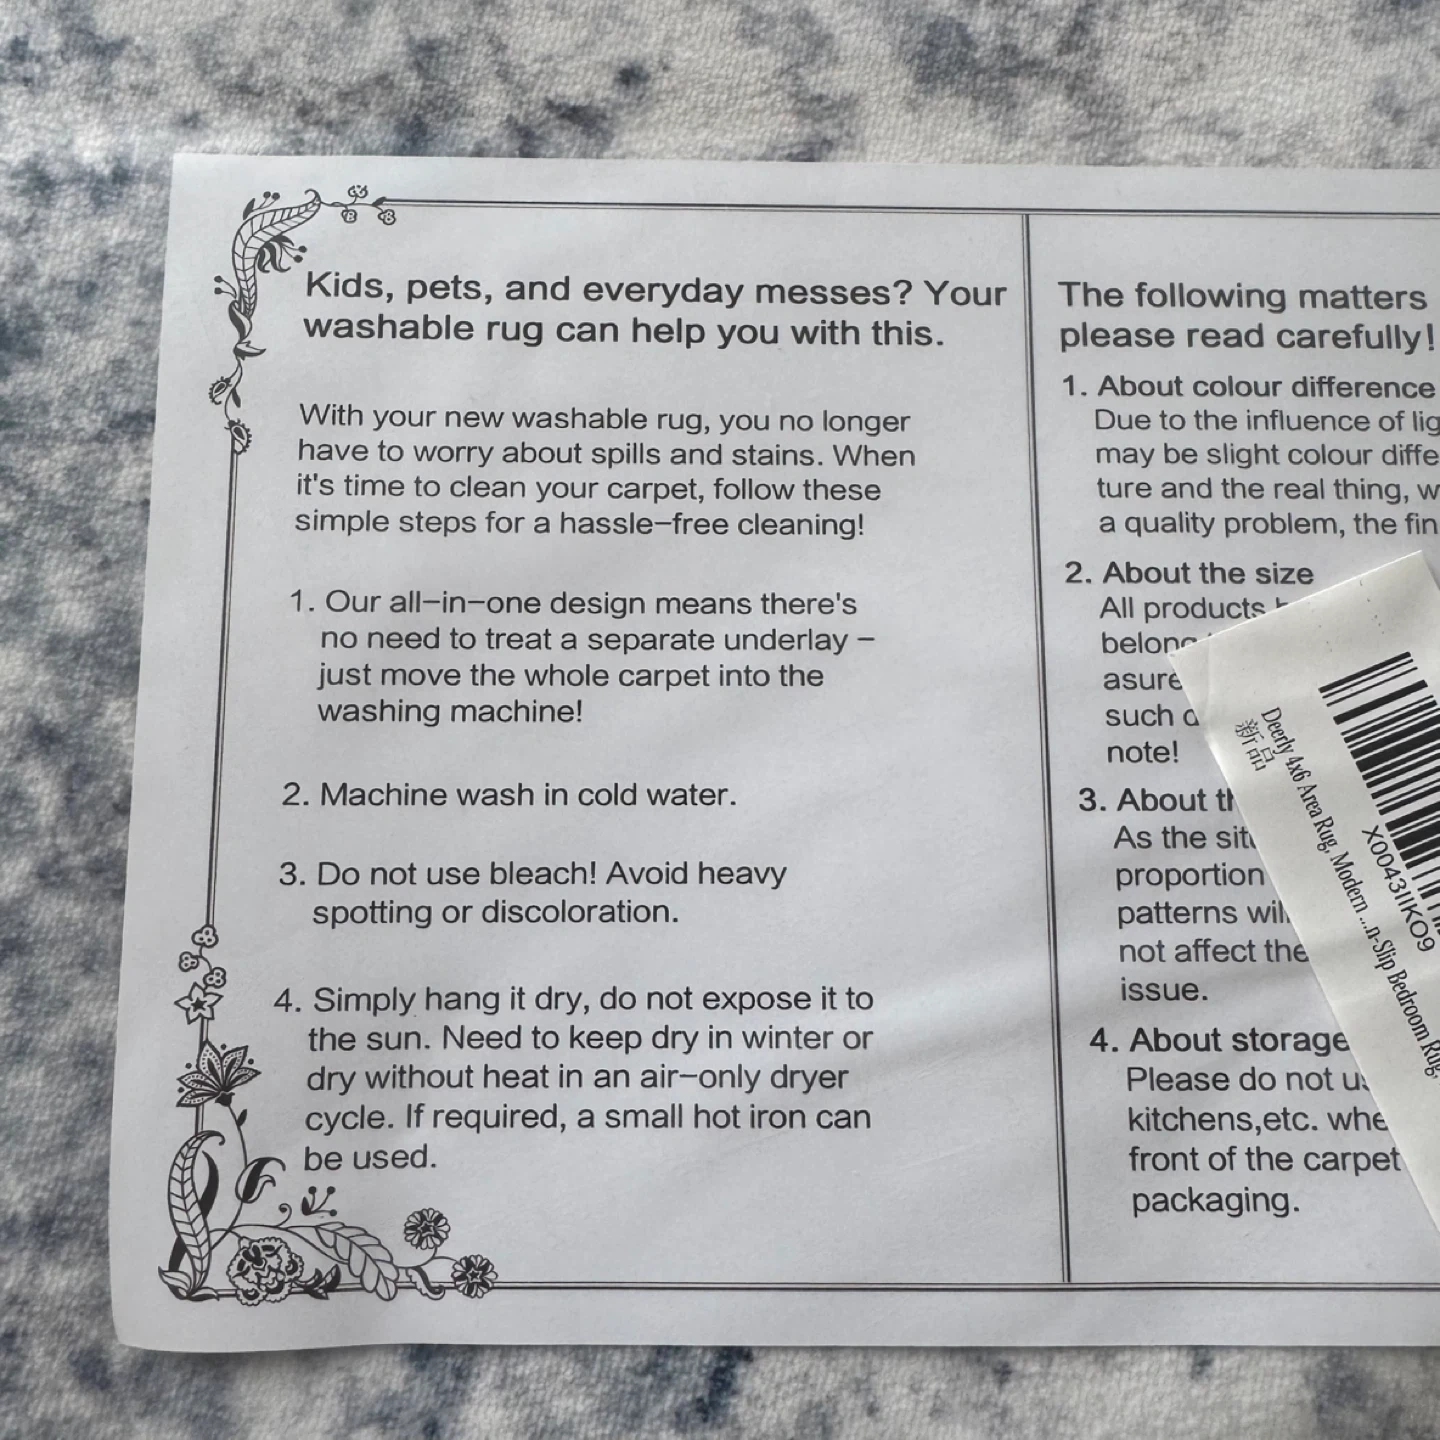 Kids, pets, and everyday messes? Your
washable rug can help you with this.
With your new washable rug, you no longer
have to worry about spills and stains. When
it's time to clean your carpet, follow these
simple steps for a hassle–free cleaning!
1. Our all–in–one design means there's
no need to treat a separate underlay –
just move the whole carpet into the
washing machine!
2. Machine wash in cold water.
3. Do not use bleach! Avoid heavy
spotting or discoloration.
4. Simply hang it dry, do not expose it to
the sun. Need to keep dry in winter or
dry without heat in an air–only dryer
cycle. If required, a small hot iron can
be used.
The following matters
please read carefully!
1. About colour difference
Due to the influence of
may be slight colour
ture and the real thing,
a quality problem, the
2. About the size
All products
such
note!
3. About
As the
proportion
patterns
not affect the
issue.
4. About storage
Please do not
kitchens,etc.
front of the carpet
packaging.
X0043IIKO9
Deerly 4x6 Area Rug, Modern ...n-Slip Bedroom Rug,
新品